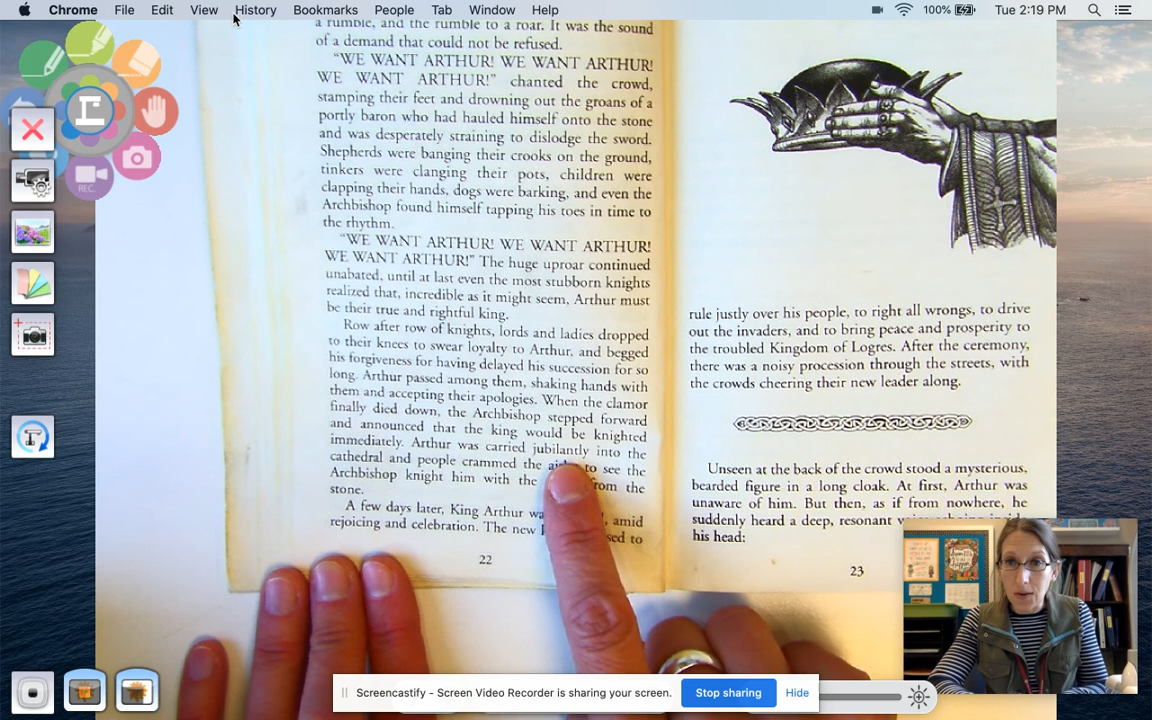 Chrome File Edit View History Bookmarks People Tab Window Help
100% Tue 2:19 PM
REC
a rumble, and the rumble to a roar. It was the sound
of a demand that could not be refused.
"WE WANT ARTHUR! WE WANT ARTHUR!
WE WANT ARTHUR!" chanted the crowd,
stamping their feet and drowning out the groans of a
portly baron who had hauled himself onto the stone
and was desperately straining to dislodge the sword.
Shepherds were banging their crooks on the ground,
tinkers were clanging their pots, children were
clapping their hands, dogs were barking, and even the
Archbishop found himself tapping his toes in time to
the rhythm.
"WE WANT ARTHUR! WE WANT ARTHUR!
WE WANT ARTHUR!" The huge uproar continued
unabated, until at last even the most stubborn knights
realized that, incredible as it might seem, Arthur must
be their true and rightful king.
Row after row of knights, lords and ladies dropped
to their knees to swear loyalty to Arthur, and begged
his forgiveness for having delayed his succession for so
long. Arthur passed among them, shaking hands with
them and accepting their apologies. When the clamor
finally died down, the Archbishop stepped forward
and announced that the king would be knighted
immediately. Arthur was carried jubilantly into the
cathedral and people crammed the to see the
Archbishop knight him with the from the
stone.
A few days later, King Arthur amid
rejoicing and celebration. The new to
22
rule justly over his people, to right all wrongs, to drive
out the invaders, and to bring peace and prosperity to
the troubled Kingdom of Logres. After the ceremony,
there was a noisy procession through the streets, with
the crowds cheering their new leader along.
Unseen at the back of the crowd stood a mysterious,
bearded figure in a long cloak. At first, Arthur was
unaware of him. But then, as if from nowhere, he
suddenly heard a deep, resonant
his head:
23
Screencastify - Screen Video Recorder is sharing your screen. Stop sharing Hide